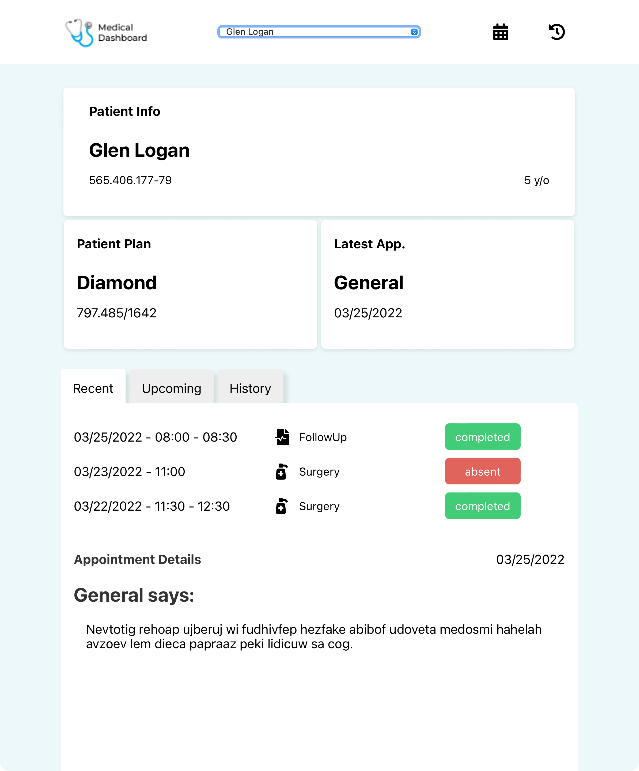 Medical
Dashboard
Glen Logan
Patient Info
Glen Logan
565.406.177-79 5 y/o
Patient Plan
Diamond
797.485/1642
Latest App.
General
03/25/2022
Recent Upcoming History
03/25/2022 - 08:00 - 08:30 FollowUp completed
03/23/2022 - 11:00 Surgery absent
03/22/2022 - 11:30 - 12:30 Surgery completed
Appointment Details 03/25/2022
General says:
Nevtotig rehoap ujberuj wi fudhivfep hezfake abibof udoveta medosmi hahelah
avzoev lem dieca papraaz peki lidicuw sa cog.